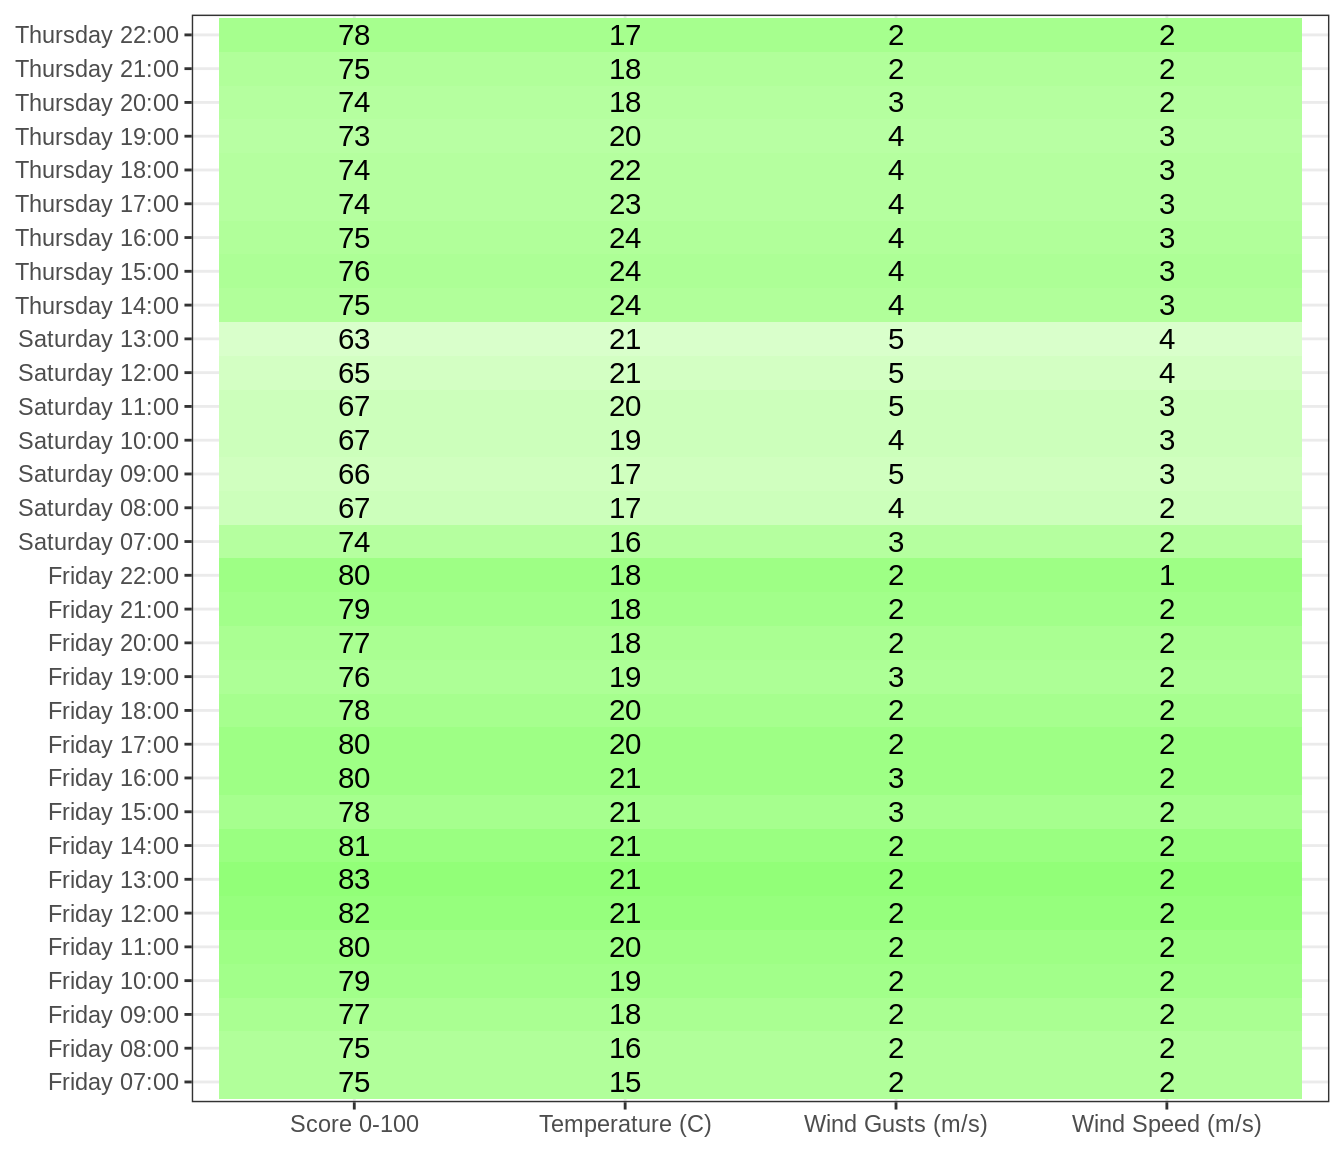 Thursday 22:00 78 17 2 2
Thursday 21:00 75 18 2 2
Thursday 20:00 74 18 3 2
Thursday 19:00 73 20 4 3
Thursday 18:00 74 22 4 3
Thursday 17:00 74 23 4 3
Thursday 16:00 75 24 4 3
Thursday 15:00 76 24 4 3
Thursday 14:00 75 24 4 3
Saturday 13:00 63 21 5 4
Saturday 12:00 65 21 5 4
Saturday 11:00 67 20 5 3
Saturday 10:00 67 19 4 3
Saturday 09:00 66 17 5 3
Saturday 08:00 67 17 4 2
Saturday 07:00 74 16 3 2
Friday 22:00 80 18 2 1
Friday 21:00 79 18 2 2
Friday 20:00 77 18 2 2
Friday 19:00 76 19 3 2
Friday 18:00 78 20 2 2
Friday 17:00 80 20 2 2
Friday 16:00 80 21 3 2
Friday 15:00 78 21 3 2
Friday 14:00 81 21 2 2
Friday 13:00 83 21 2 2
Friday 12:00 82 21 2 2
Friday 11:00 80 20 2 2
Friday 10:00 79 19 2 2
Friday 09:00 77 18 2 2
Friday 08:00 75 16 2 2
Friday 07:00 75 15 2 2
Score 0-100 Temperature (C) Wind Gusts (m/s) Wind Speed (m/s)